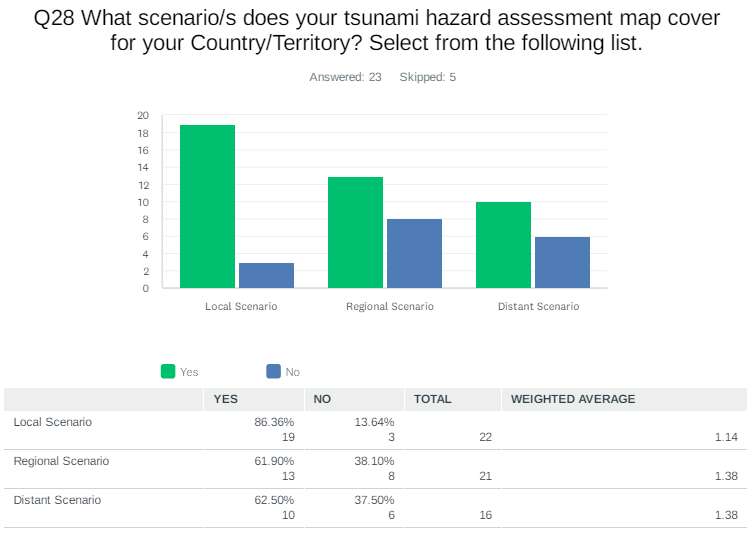 Q28 What scenario/s does your tsunami hazard assessment map cover
for your Country/Territory? Select from the following list.
Answered: 23 Skipped: 5
20
18
16
14
12
10
8
6
4
2
0
Local Scenario Regional Scenario Distant Scenario
Yes No
YES NO TOTAL WEIGHTED AVERAGE
Local Scenario 86.36% 13.64%
19 3 22 1.14
Regional Scenario 61.90% 38.10%
13 8 21 1.38
Distant Scenario 62.50% 37.50%
10 6 16 1.38